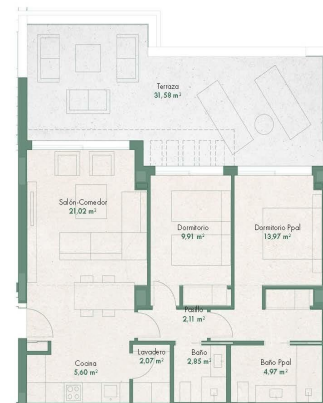 Terraza
31,58 m²
Salón-Comedor
21,02 m²
Dormitorio
9,91 m²
Dormitorio Ppal
13,97 m²
Pasillo
2,11 m²
Cocina
5,60 m²
Lavadero
2,07 m²
Baño
2,85 m²
Baño Ppal
4,97 m²